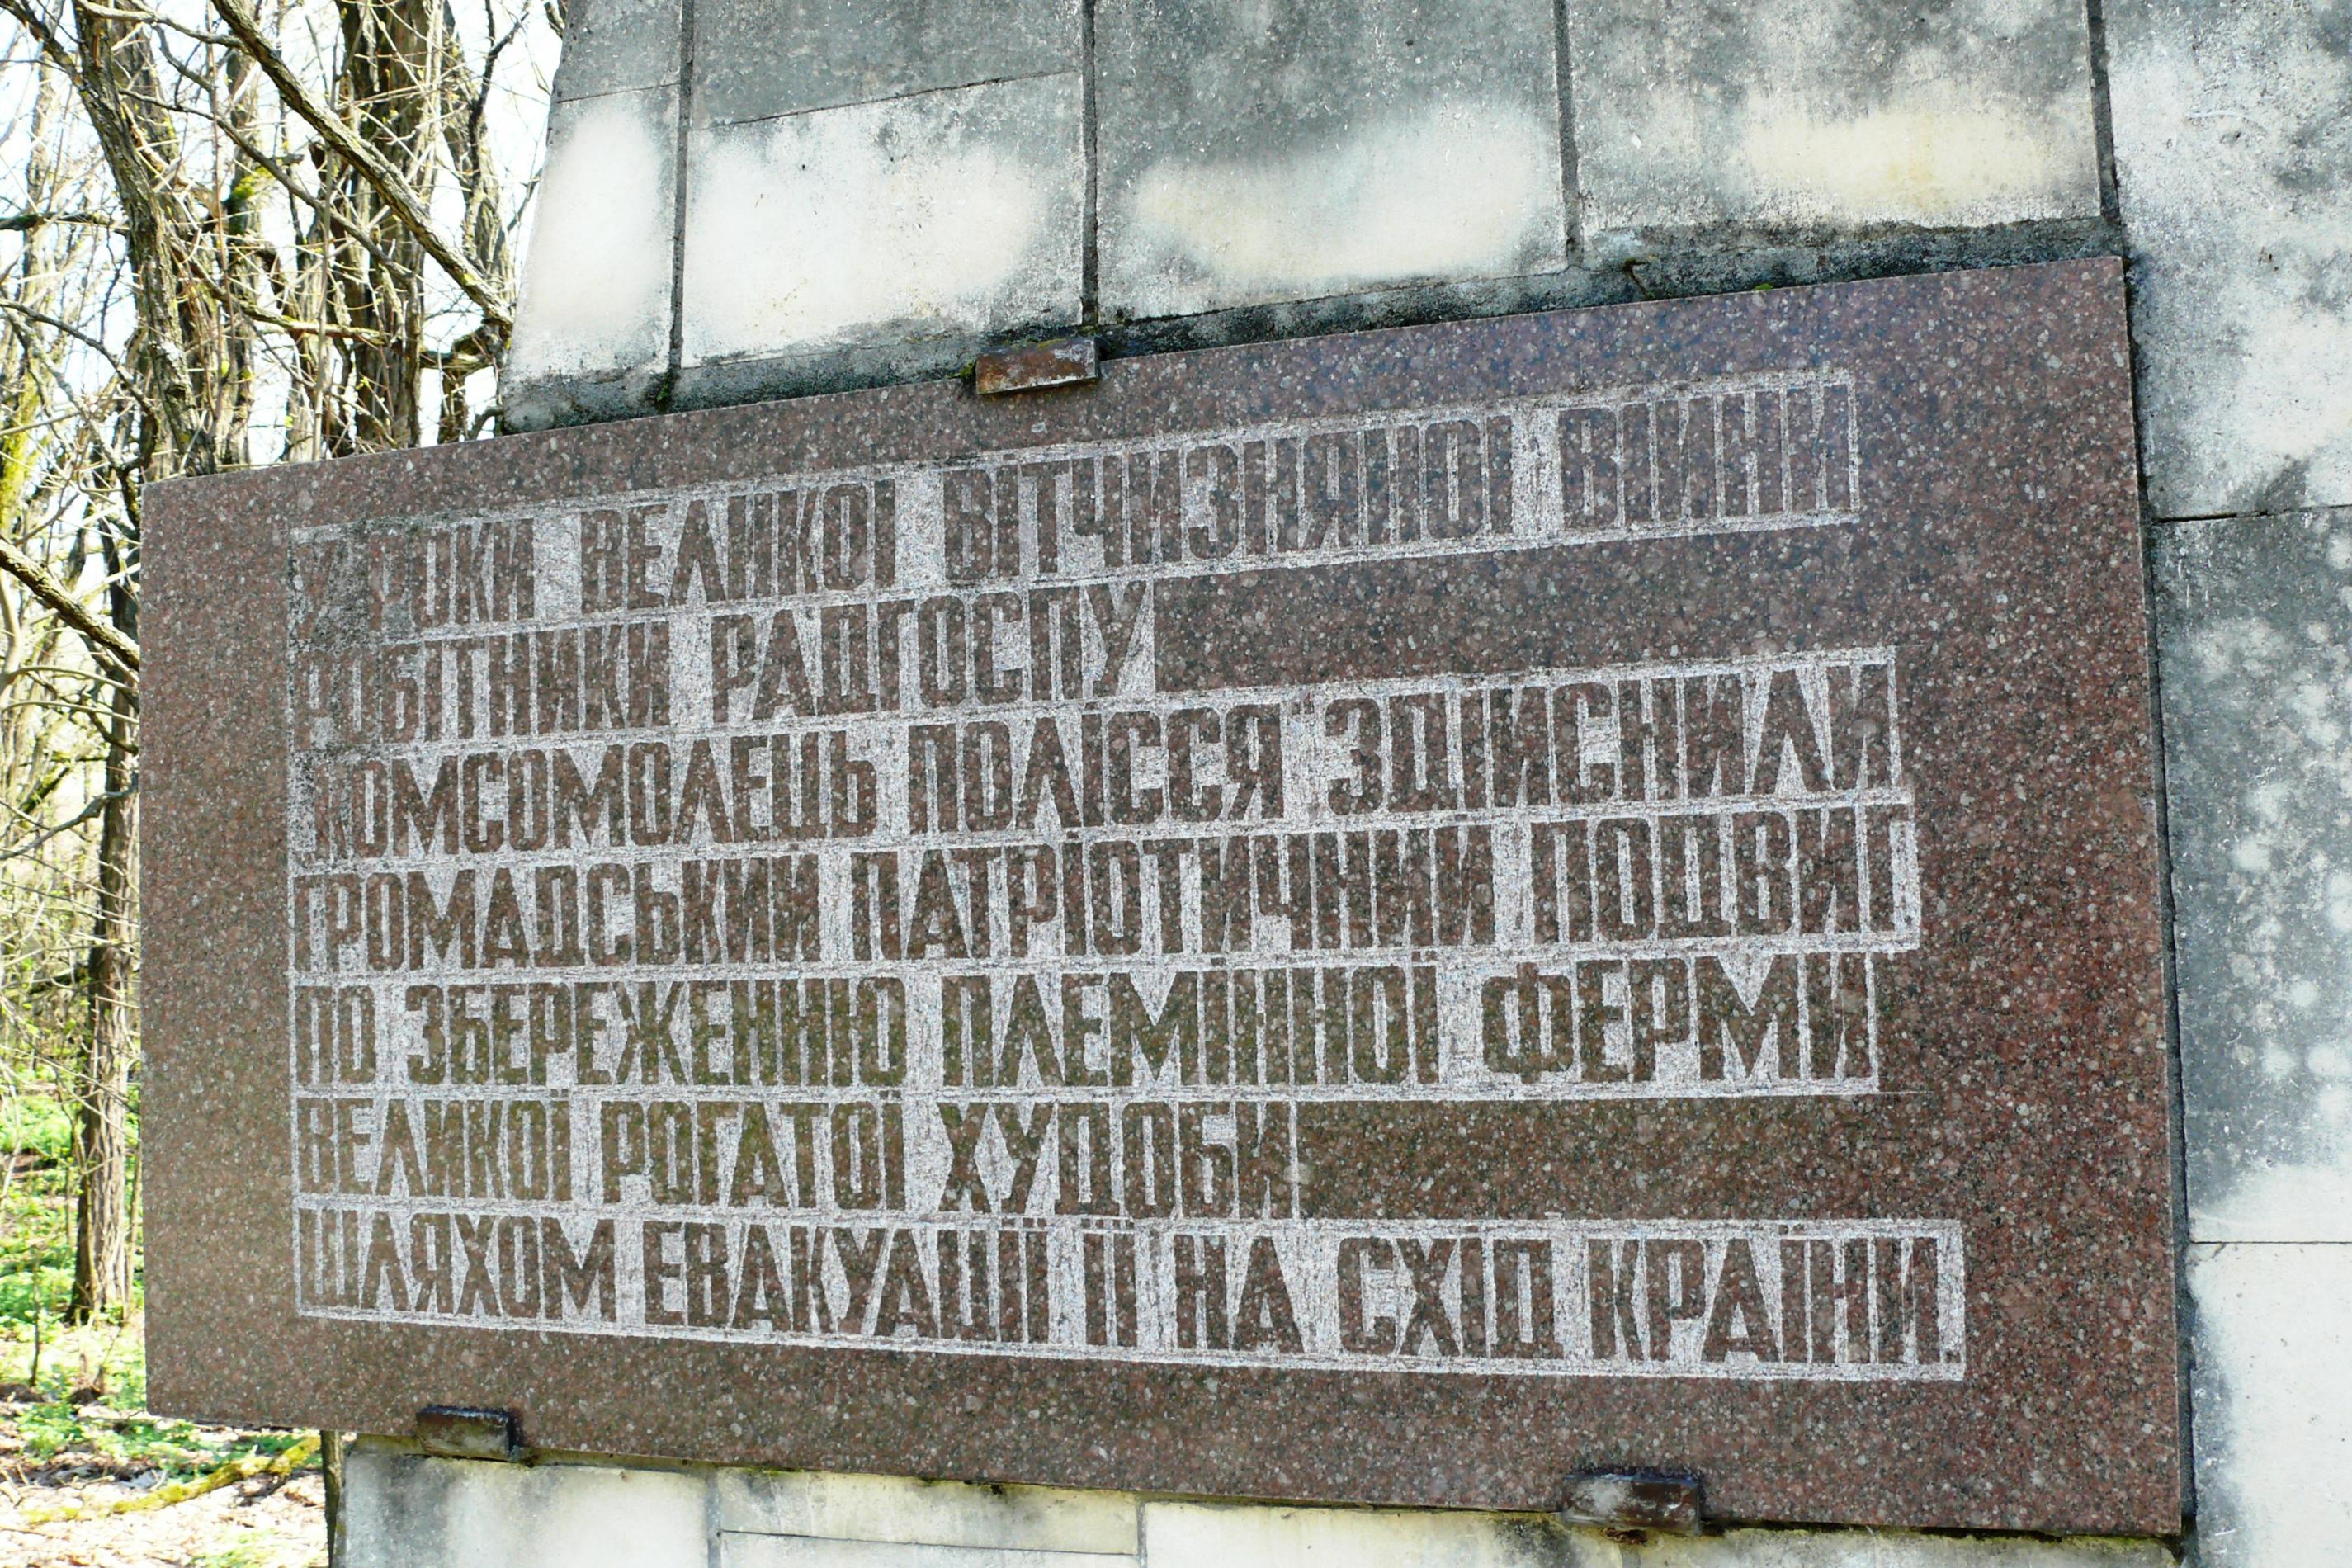 У РОКИ ВЕЛИКОЇ ВІТЧИЗНЯНОЇ ВІЙНИ
РОБІТНИКИ РАДГОСПУ
"КОМСОМОЛЕЦЬ ПОЛІССЯ" ЗДІЙСНИЛИ
ГРОМАДСЬКИЙ ПАТРІОТИЧНИЙ ПОДВИГ
ПО ЗБЕРЕЖЕННЮ ПЛЕМІННОЇ ФЕРМИ
ВЕЛИКОЇ РОГАТОЇ ХУДОБИ
ШЛЯХОМ ЕВАКУАЦІЇ ЇЇ НА СХІД КРАЇНИ.